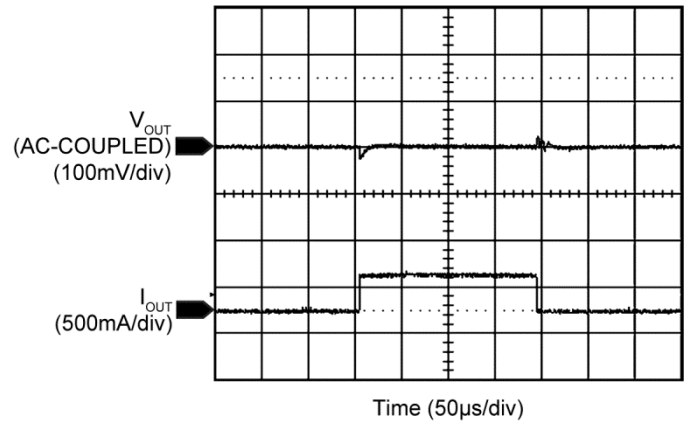 VOUT
(AC-COUPLED)
(100mV/div)
IOUT
(500mA/div)
Time (50µs/div)